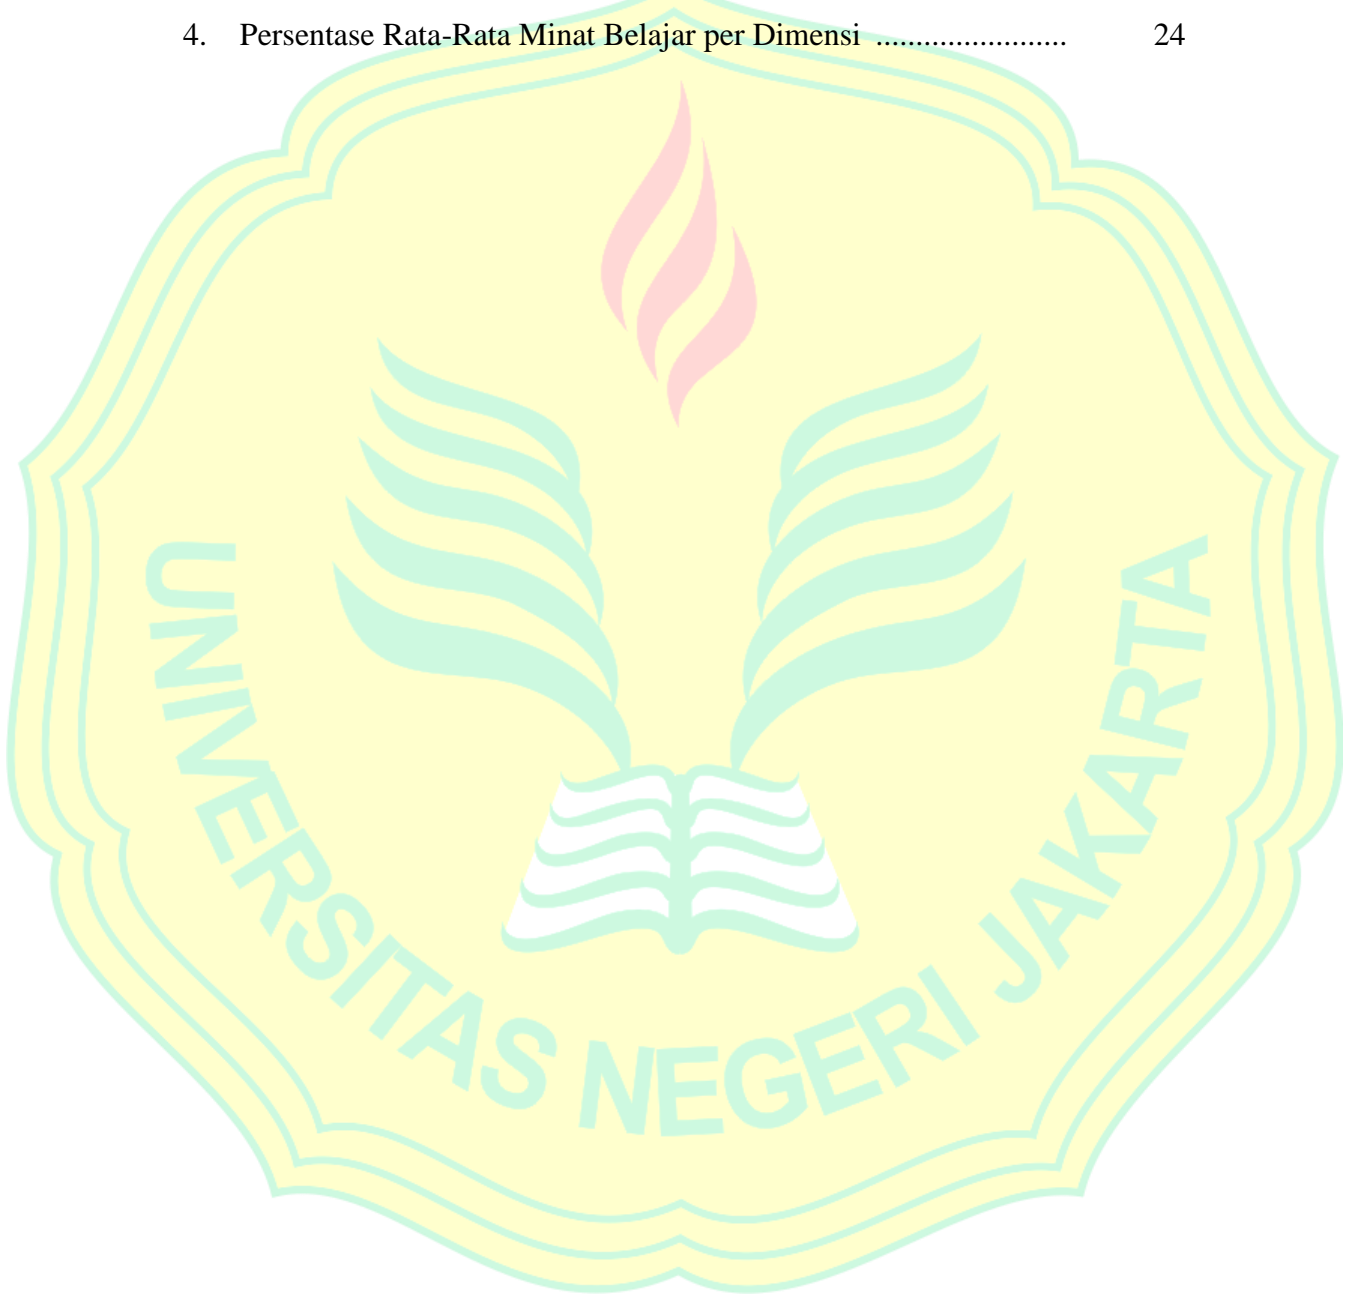 4. Persentase Rata-Rata Minat Belajar per Dimensi ........................ 24
UNIVERSITAS NEGERI JAKARTA